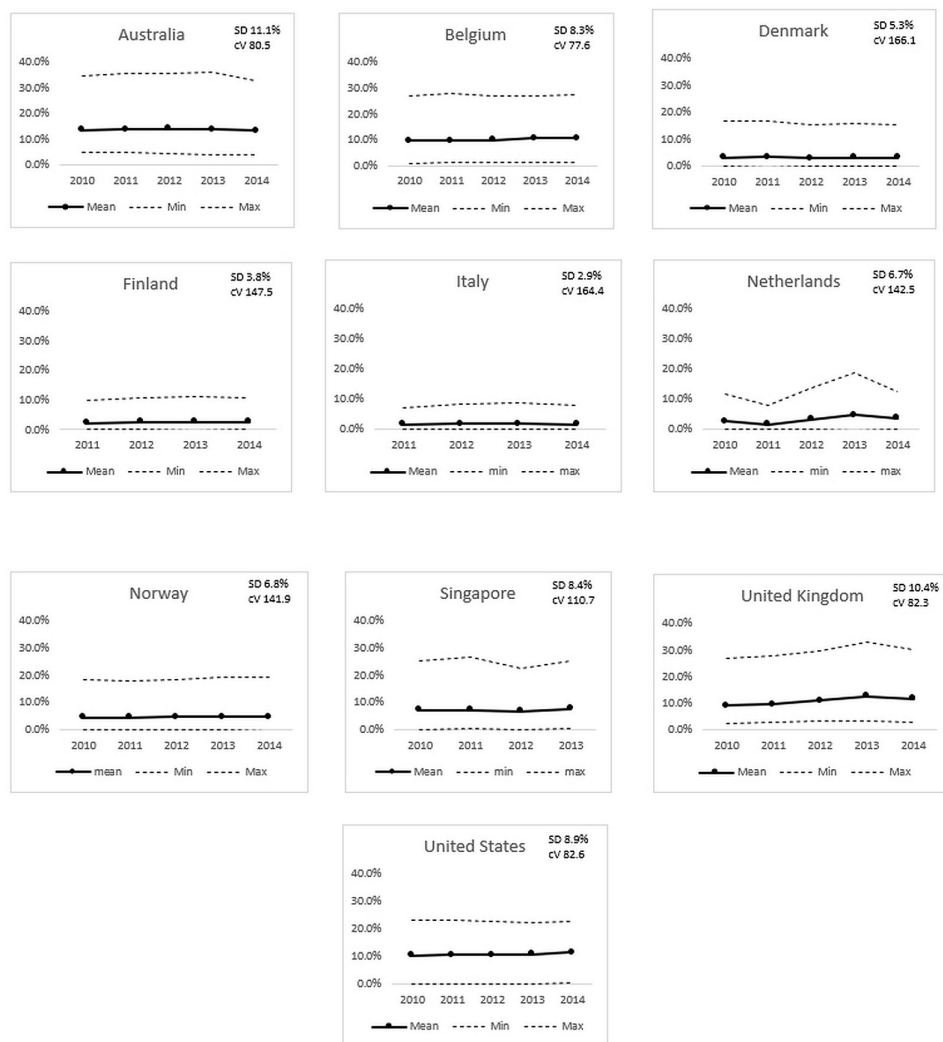 Australia
SD 11.1%
cV 80.5
40.0%
30.0%
20.0%
10.0%
0.0%
2010 2011 2012 2013 2014
Mean Min Max
Belgium
SD 8.3%
cV 77.6
40.0%
30.0%
20.0%
10.0%
0.0%
2010 2011 2012 2013 2014
Mean Min Max
Denmark
SD 5.3%
cV 166.1
40.0%
30.0%
20.0%
10.0%
0.0%
2010 2011 2012 2013 2014
Mean Min Max
Finland
SD 3.8%
cV 147.5
40.0%
30.0%
20.0%
10.0%
0.0%
2011 2012 2013 2014
Mean Min Max
Italy
SD 2.9%
cV 164.4
40.0%
30.0%
20.0%
10.0%
0.0%
2011 2012 2013 2014
Mean min max
Netherlands
SD 6.7%
cV 142.5
40.0%
30.0%
20.0%
10.0%
0.0%
2010 2011 2012 2013 2014
Mean min max
Norway
SD 6.8%
cV 141.9
40.0%
30.0%
20.0%
10.0%
0.0%
2010 2011 2012 2013 2014
mean Min Max
Singapore
SD 8.4%
cV 110.7
40.0%
30.0%
20.0%
10.0%
0.0%
2010 2011 2012 2013
Mean min max
United Kingdom
SD 10.4%
cV 82.3
40.0%
30.0%
20.0%
10.0%
0.0%
2010 2011 2012 2013 2014
Mean Min Max
United States
SD 8.9%
cV 82.6
40.0%
30.0%
20.0%
10.0%
0.0%
2010 2011 2012 2013 2014
Mean Min Max